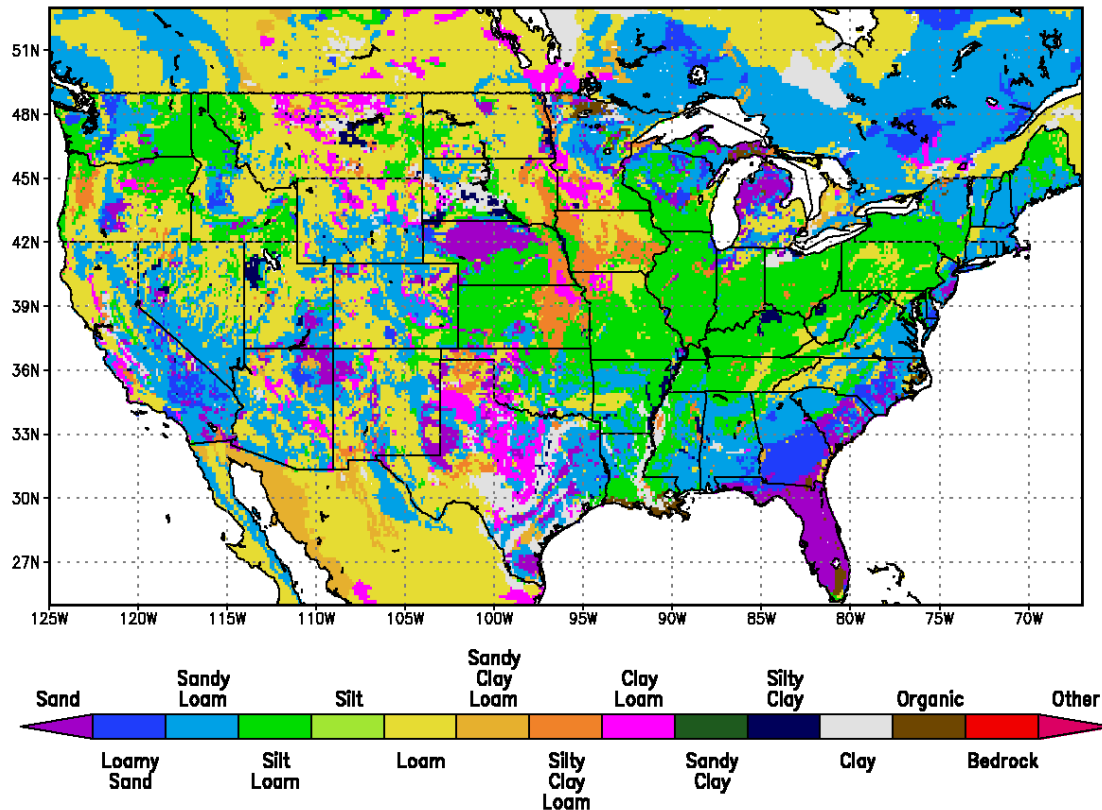 51N
48N
45N
42N
39N
36N
33N
30N
27N
125W 120W 115W 110W 105W 100W 95W 90W 85W 80W 75W 70W
Sand
Sandy
Loam
Silt
Sandy
Clay
Loam
Clay
Loam
Silty
Clay
Organic
Other
Loamy
Sand
Silt
Loam
Loam
Silty
Clay
Loam
Sandy
Clay
Clay
Bedrock